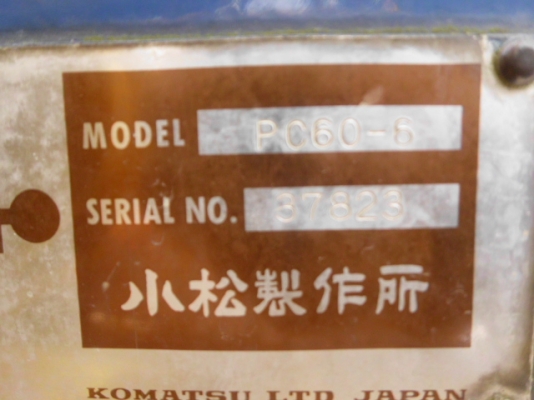 MODEL PC60-6
SERIAL NO. 37823
小松製作所
KOMATSU LTD JAPAN